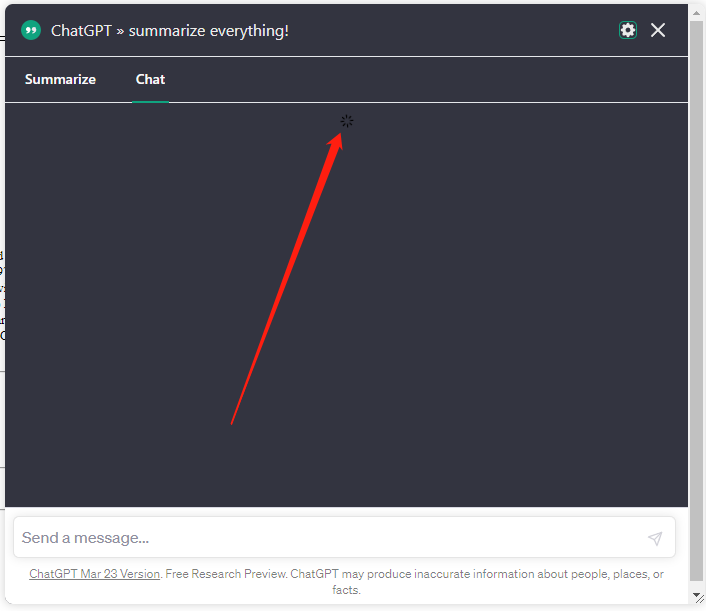 ChatGPT » summarize everything!
Summarize Chat
Send a message...
ChatGPT Mar 23 Version. Free Research Preview. ChatGPT may produce inaccurate information about people, places, or
facts.